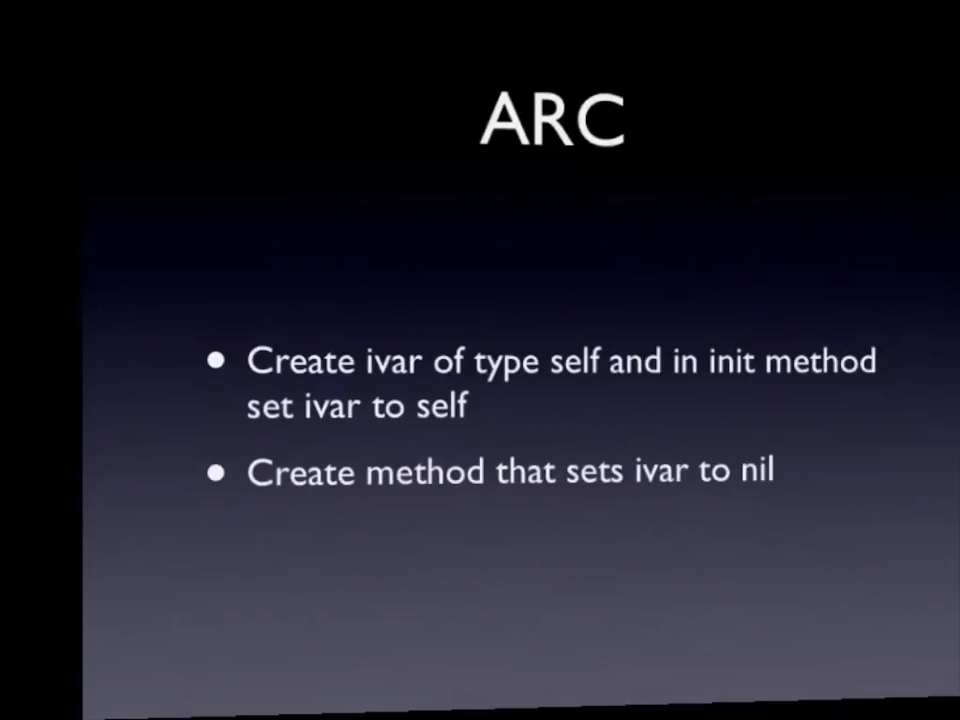 ARC
• Create ivar of type self and in init method
set ivar to self
• Create method that sets ivar to nil